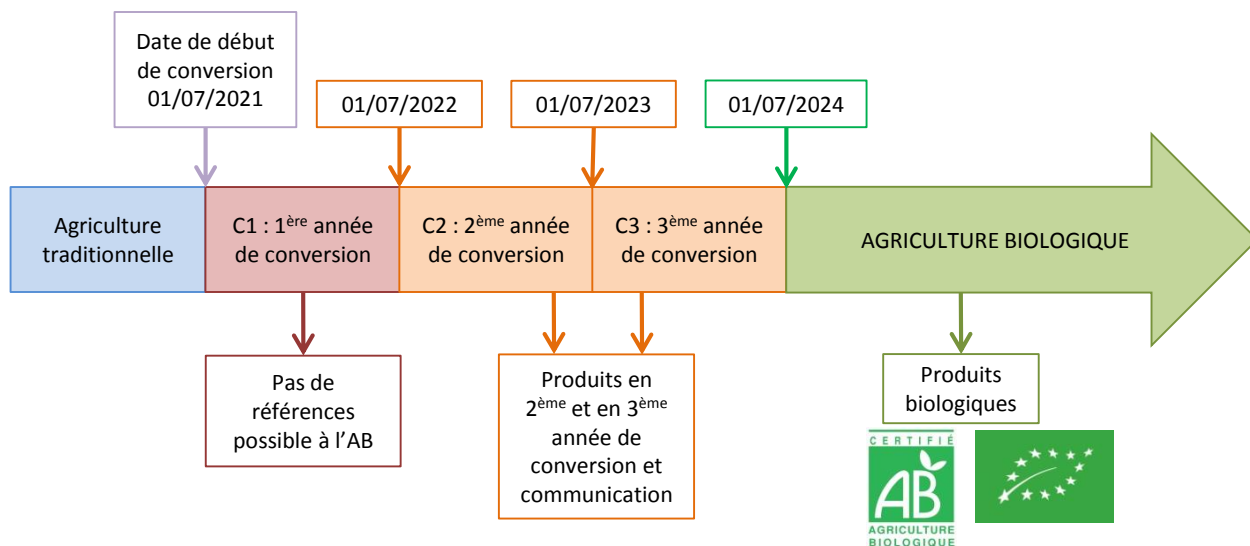 Date de début
de conversion
01/07/2021
01/07/2022
01/07/2023
01/07/2024
Agriculture
traditionnelle
C1 : 1ère année
de conversion
C2 : 2ème année
de conversion
C3 : 3ème année
de conversion
AGRICULTURE BIOLOGIQUE
Pas de
références
possible à l’AB
Produits en
2ème et en 3ème
année de
conversion et
communication
Produits
biologiques
CERTIFIÉ
AB
AGRICULTURE
BIOLOGIQUE